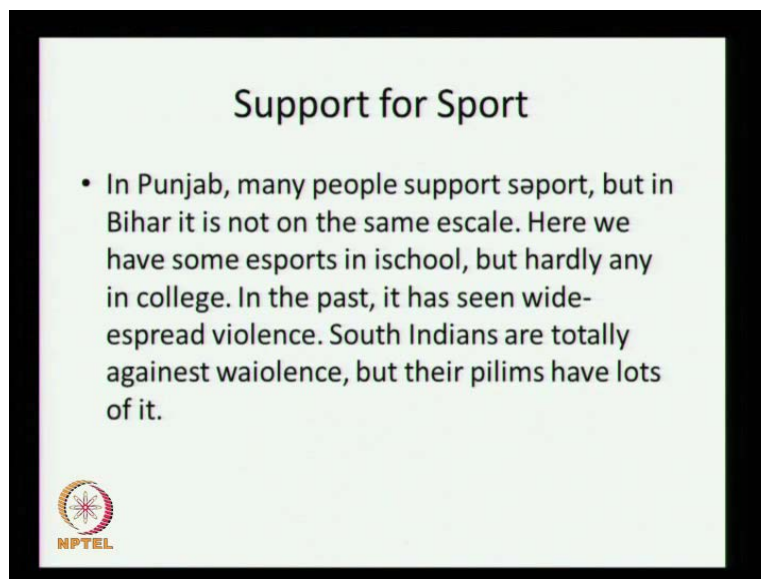 Support for Sport
• In Punjab, many people support səport, but in
Bihar it is not on the same escale. Here we
have some esports in ischool, but hardly any
in college. In the past, it has seen wide-
espread violence. South Indians are totally
againest waiolence, but their pilims have lots
of it.
NPTEL